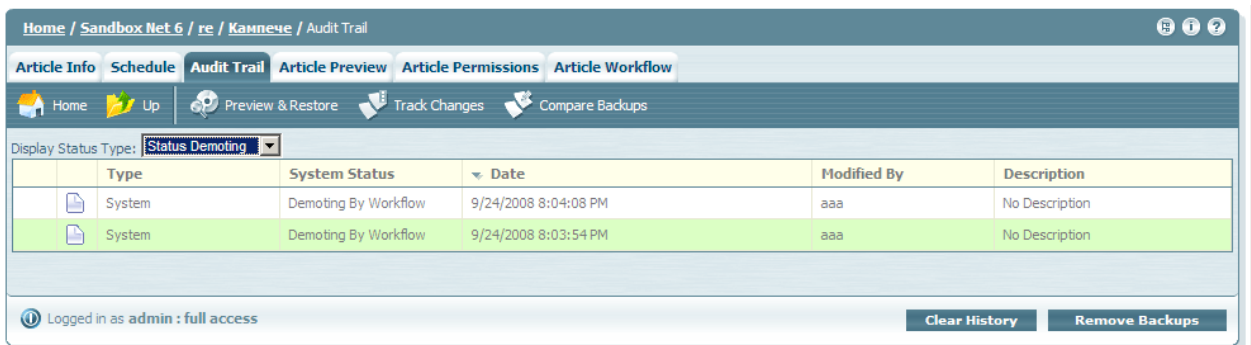 Home / Sandbox Net 6 / re / Кампече / Audit Trail
Article Info Schedule Audit Trail Article Preview Article Permissions Article Workflow
Home Up Preview & Restore Track Changes Compare Backups
Display Status Type: Status Demoting
Type System Status Date Modified By Description
System Demoting By Workflow 9/24/2008 8:04:08 PM aaa No Description
System Demoting By Workflow 9/24/2008 8:03:54 PM aaa No Description
Logged in as admin : full access Clear History Remove Backups